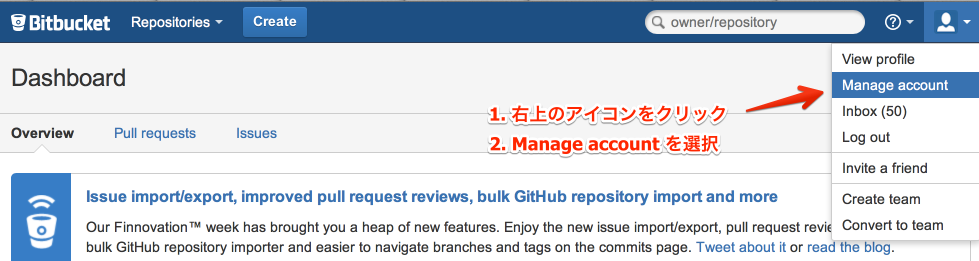 Bitbucket Repositories Create owner/repository
Dashboard
View profile
Manage account
Inbox (50)
Log out
Invite a friend
Create team
Convert to team
1. 右上のアイコンをクリック
2. Manage account を選択
Overview Pull requests Issues
Issue import/export, improved pull request reviews, bulk GitHub repository import and more
Our Finnovation™ week has brought you a heap of new features. Enjoy the new issue import/export, pull request
bulk GitHub repository importer and easier to navigate branches and tags on the commits page. Tweet about it or read the blog.